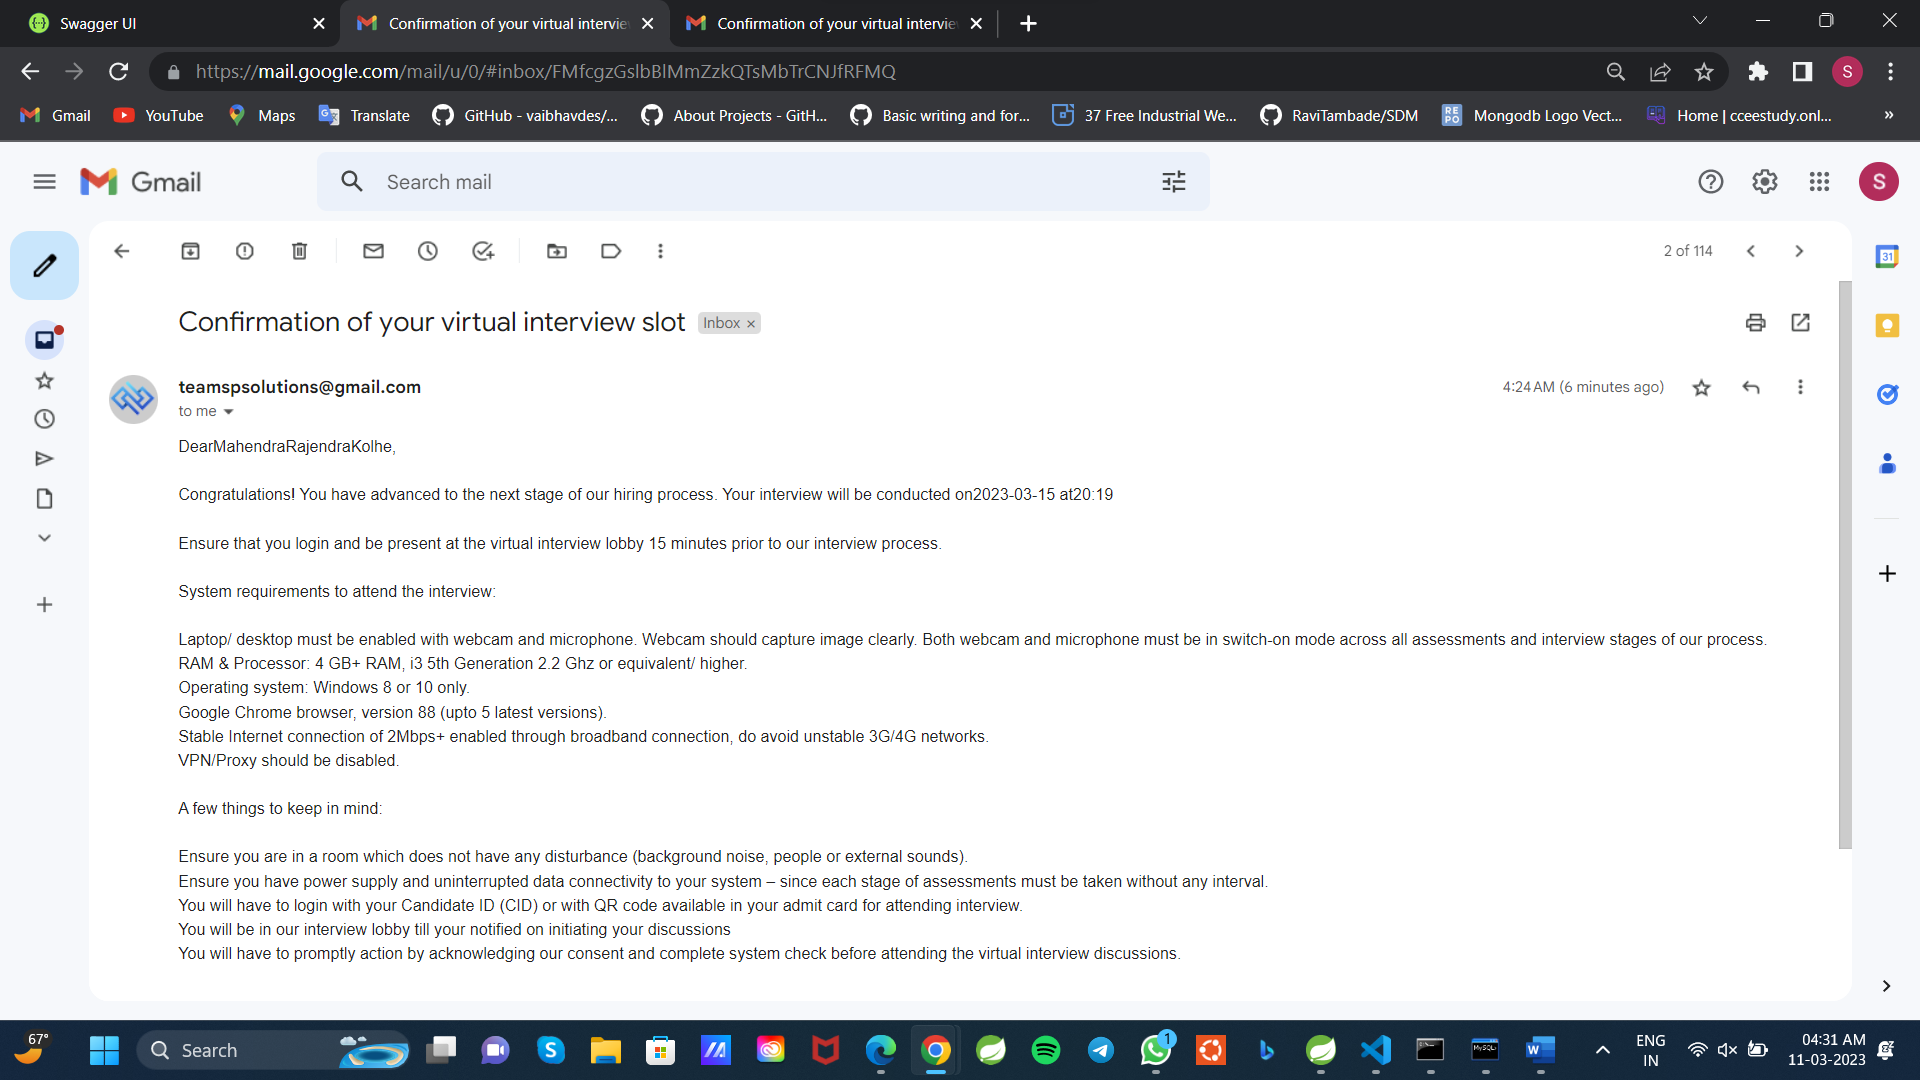 Swagger UI
Confirmation of your virtual intervie
Confirmation of your virtual intervie
https://mail.google.com/mail/u/0/#inbox/FMfcgzGslbBlMmZzkQTsMbTrCNJfRFMQ
S
Gmail
YouTube
Maps
Translate
GitHub - vaibhavdes/...
About Projects - GitH...
Basic writing and for...
37 Free Industrial We...
RaviTambade/SDM
RE PO
Mongodb Logo Vect...
Home | cceestudy.onl...
»
Gmail
Search mail
S
2 of 114
31
Confirmation of your virtual interview slot
Inbox ×
teamspsolutions@gmail.com
4:24 AM (6 minutes ago)
to me
DearMahendraRajendraKolhe,
Congratulations! You have advanced to the next stage of our hiring process. Your interview will be conducted on2023-03-15 at20:19
Ensure that you login and be present at the virtual interview lobby 15 minutes prior to our interview process.
System requirements to attend the interview:
Laptop/ desktop must be enabled with webcam and microphone. Webcam should capture image clearly. Both webcam and microphone must be in switch-on mode across all assessments and interview stages of our process.
RAM & Processor: 4 GB+ RAM, i3 5th Generation 2.2 Ghz or equivalent/ higher.
Operating system: Windows 8 or 10 only.
Google Chrome browser, version 88 (upto 5 latest versions).
Stable Internet connection of 2Mbps+ enabled through broadband connection, do avoid unstable 3G/4G networks.
VPN/Proxy should be disabled.
A few things to keep in mind:
Ensure you are in a room which does not have any disturbance (background noise, people or external sounds).
Ensure you have power supply and uninterrupted data connectivity to your system – since each stage of assessments must be taken without any interval.
You will have to login with your Candidate ID (CID) or with QR code available in your admit card for attending interview.
You will be in our interview lobby till your notified on initiating your discussions
You will have to promptly action by acknowledging our consent and complete system check before attending the virtual interview discussions.
67°
Search
S
1
MySQL
W
ENG
IN
04:31 AM
11-03-2023